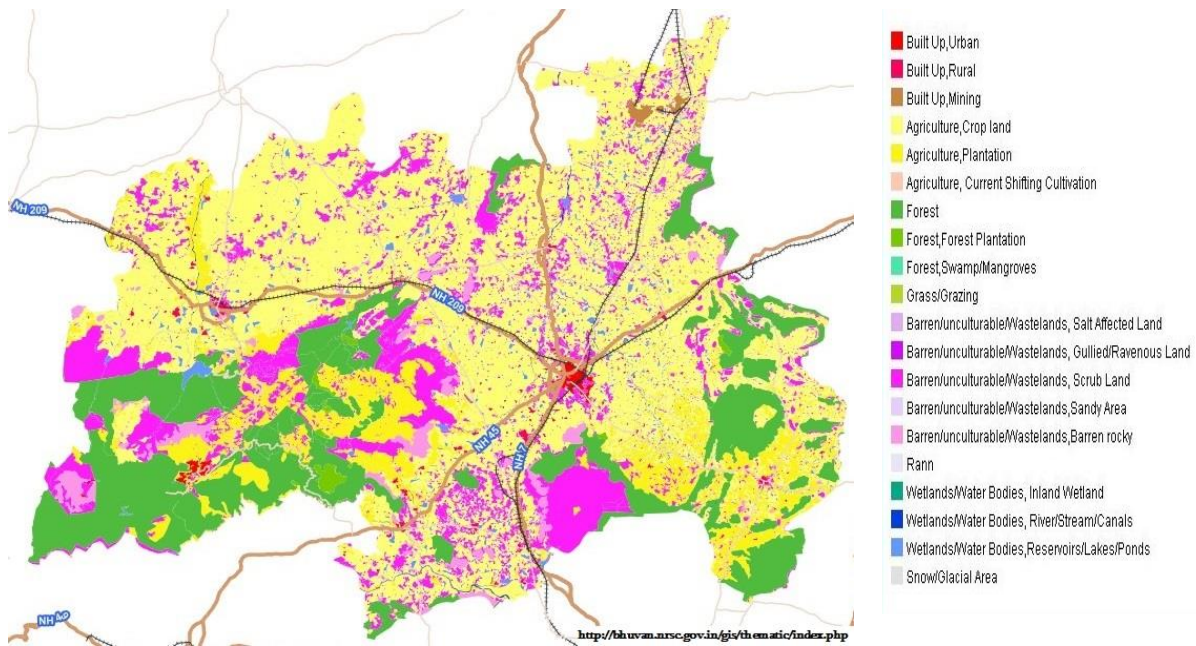 NH 209
NH 209
NH 45
NH 7
NH
http://bhuvan.nrsc.gov.in/gis/thematic/index.php
Built Up,Urban
Built Up,Rural
Built Up,Mining
Agriculture,Crop land
Agriculture,Plantation
Agriculture, Current Shifting Cultivation
Forest
Forest,Forest Plantation
Forest,Swamp/Mangroves
Grass/Grazing
Barren/unculturable/Wastelands, Salt Affected Land
Barren/unculturable/Wastelands, Gullied/Ravenous Land
Barren/unculturable/Wastelands, Scrub Land
Barren/unculturable/Wastelands,Sandy Area
Barren/unculturable/Wastelands,Barren rocky
Rann
Wetlands/Water Bodies, Inland Wetland
Wetlands/Water Bodies, River/Stream/Canals
Wetlands/Water Bodies,Reservoirs/Lakes/Ponds
Snow/Glacial Area